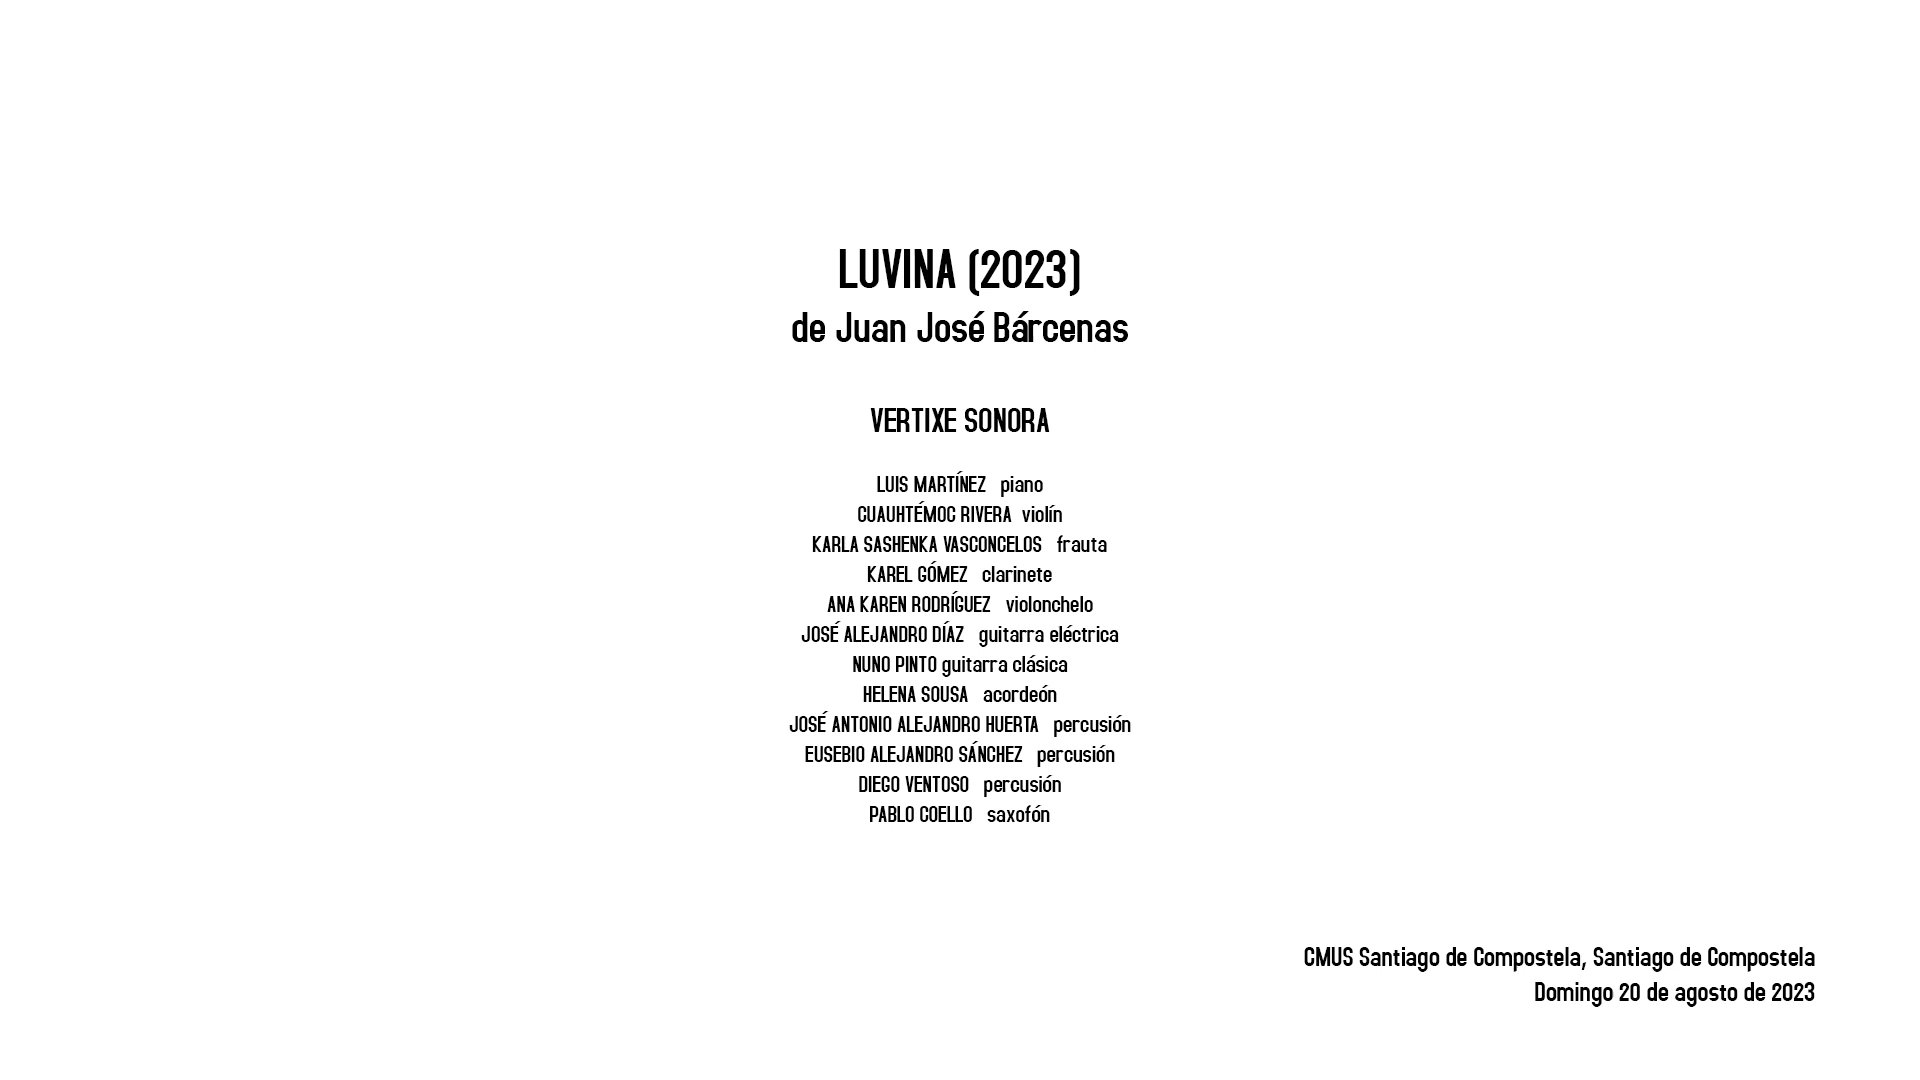 LUVINA (2023)
de Juan José Bárcenas
VERTIXE SONORA
LUIS MARTÍNEZ piano
CUAUHTÉMOC RIVERA violín
KARLA SASHENKA VASCONCELOS frauta
KAREL GÓMEZ clarinete
ANA KAREN RODRÍGUEZ violonchelo
JOSÉ ALEJANDRO DÍAZ guitarra eléctrica
NUNO PINTO guitarra clásica
HELENA SOUSA acordeón
JOSÉ ANTONIO ALEJANDRO HUERTA percusión
EUSEBIO ALEJANDRO SÁNCHEZ percusión
DIEGO VENTOSO percusión
PABLO COELLO saxofón
CMUS Santiago de Compostela, Santiago de Compostela
Domingo 20 de agosto de 2023